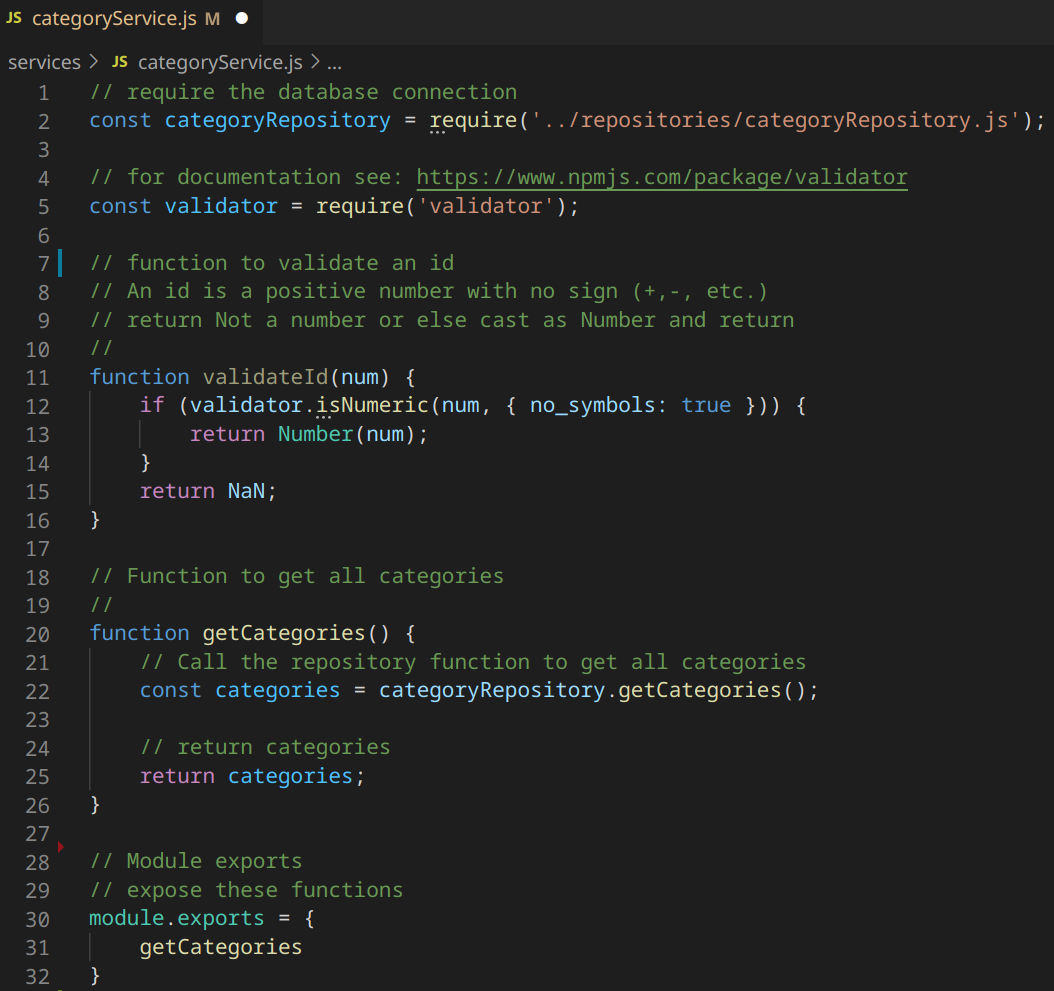 JS categoryService.js M ●
services > JS categoryService.js > ...
1 // require the database connection
2 const categoryRepository = require('../repositories/categoryRepository.js');
3
4 // for documentation see: https://www.npmjs.com/package/validator
5 const validator = require('validator');
6
7 // function to validate an id
8 // An id is a positive number with no sign (+,-, etc.)
9 // return Not a number or else cast as Number and return
10 //
11 function validateId(num) {
12     if (validator.isNumeric(num, { no_symbols: true })) {
13         return Number(num);
14     }
15     return NaN;
16 }
17
18 // Function to get all categories
19 //
20 function getCategories() {
21     // Call the repository function to get all categories
22     const categories = categoryRepository.getCategories();
23
24     // return categories
25     return categories;
26 }
27
28 // Module exports
29 // expose these functions
30 module.exports = {
31     getCategories
32 }